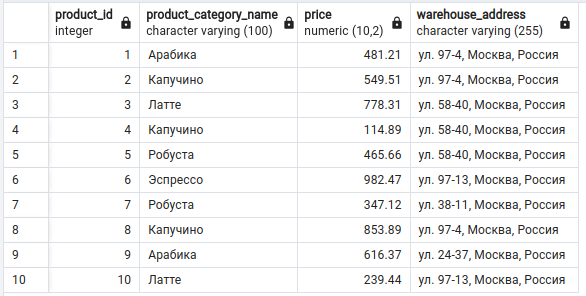 product_id product_category_name price warehouse_address
integer character varying (100) numeric (10,2) character varying (255)
1 1 Арабика 481.21 ул. 97-4, Москва, Россия
2 2 Капучино 549.51 ул. 97-4, Москва, Россия
3 3 Латте 778.31 ул. 58-40, Москва, Россия
4 4 Капучино 114.89 ул. 58-40, Москва, Россия
5 5 Робуста 465.66 ул. 58-40, Москва, Россия
6 6 Эспрессо 982.47 ул. 97-13, Москва, Россия
7 7 Робуста 347.12 ул. 38-11, Москва, Россия
8 8 Капучино 853.89 ул. 97-4, Москва, Россия
9 9 Арабика 616.37 ул. 24-37, Москва, Россия
10 10 Латте 239.44 ул. 97-13, Москва, Россия